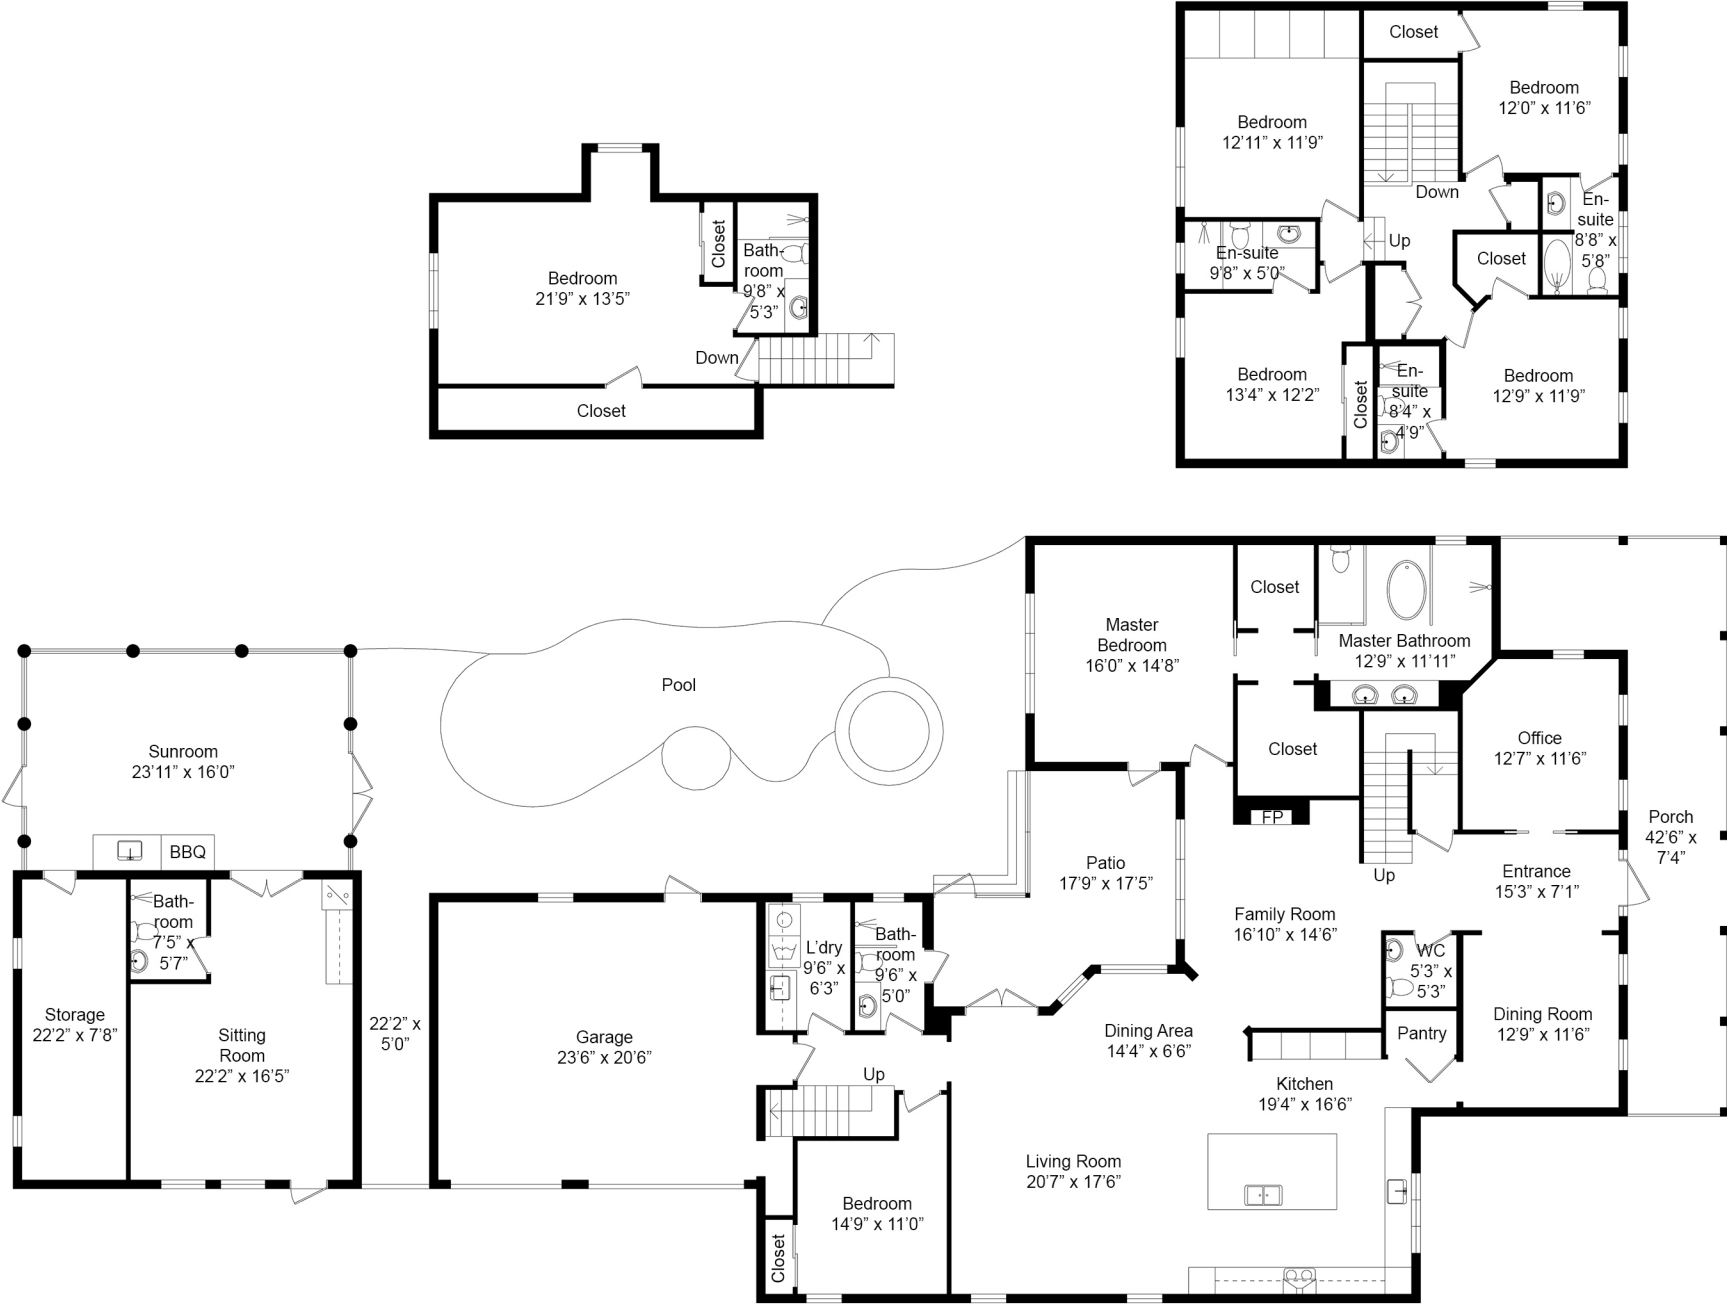 Closet
Bedroom
12'0" x 11'6"
Bedroom
12'11" x 11'9"
Down
En-
suite
8'8" x
5'8"
Up
En-suite
9'8" x 5'0"
Closet
Bedroom
13'4" x 12'2"
Closet
En-
suite
8'4" x
4'9"
Bedroom
12'9" x 11'9"
Closet
Bath-
room
9'8" x
5'3"
Bedroom
21'9" x 13'5"
Down
Closet
Master
Bedroom
16'0" x 14'8"
Closet
Master Bathroom
12'9" x 11'11"
Closet
Office
12'7" x 11'6"
Porch
42'6" x
7'4"
Pool
Sunroom
23'11" x 16'0"
BBQ
FP
Patio
17'9" x 17'5"
Up
Entrance
15'3" x 7'1"
Family Room
16'10" x 14'6"
WC
5'3" x
5'3"
Bath-
room
7'5" x
5'7"
L'dry
9'6" x
6'3"
Bath-
room
9'6" x
5'0"
Storage
22'2" x 7'8"
Sitting
Room
22'2" x 16'5"
22'2" x
5'0"
Garage
23'6" x 20'6"
Up
Dining Area
14'4" x 6'6"
Pantry
Dining Room
12'9" x 11'6"
Kitchen
19'4" x 16'6"
Living Room
20'7" x 17'6"
Bedroom
14'9" x 11'0"
Closet